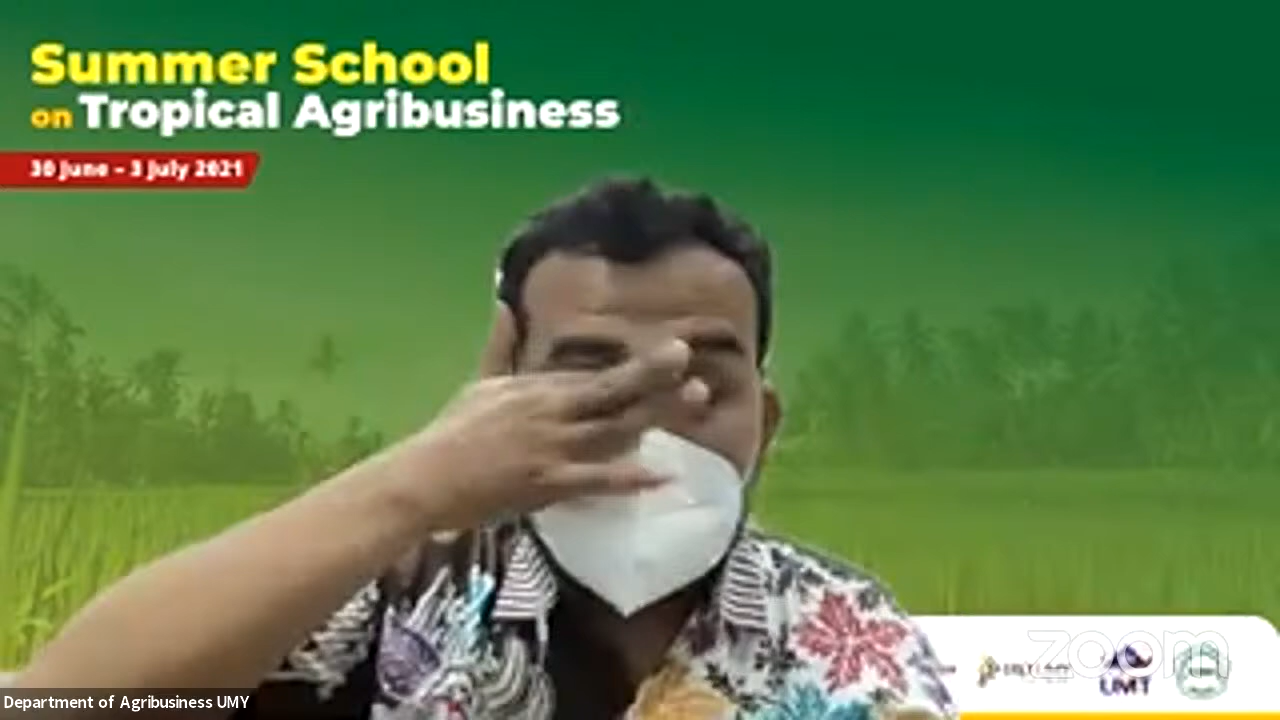 Summer School
on Tropical Agribusiness
30 June - 3 July 2021
zoom
UMT
Department of Agribusiness UMY